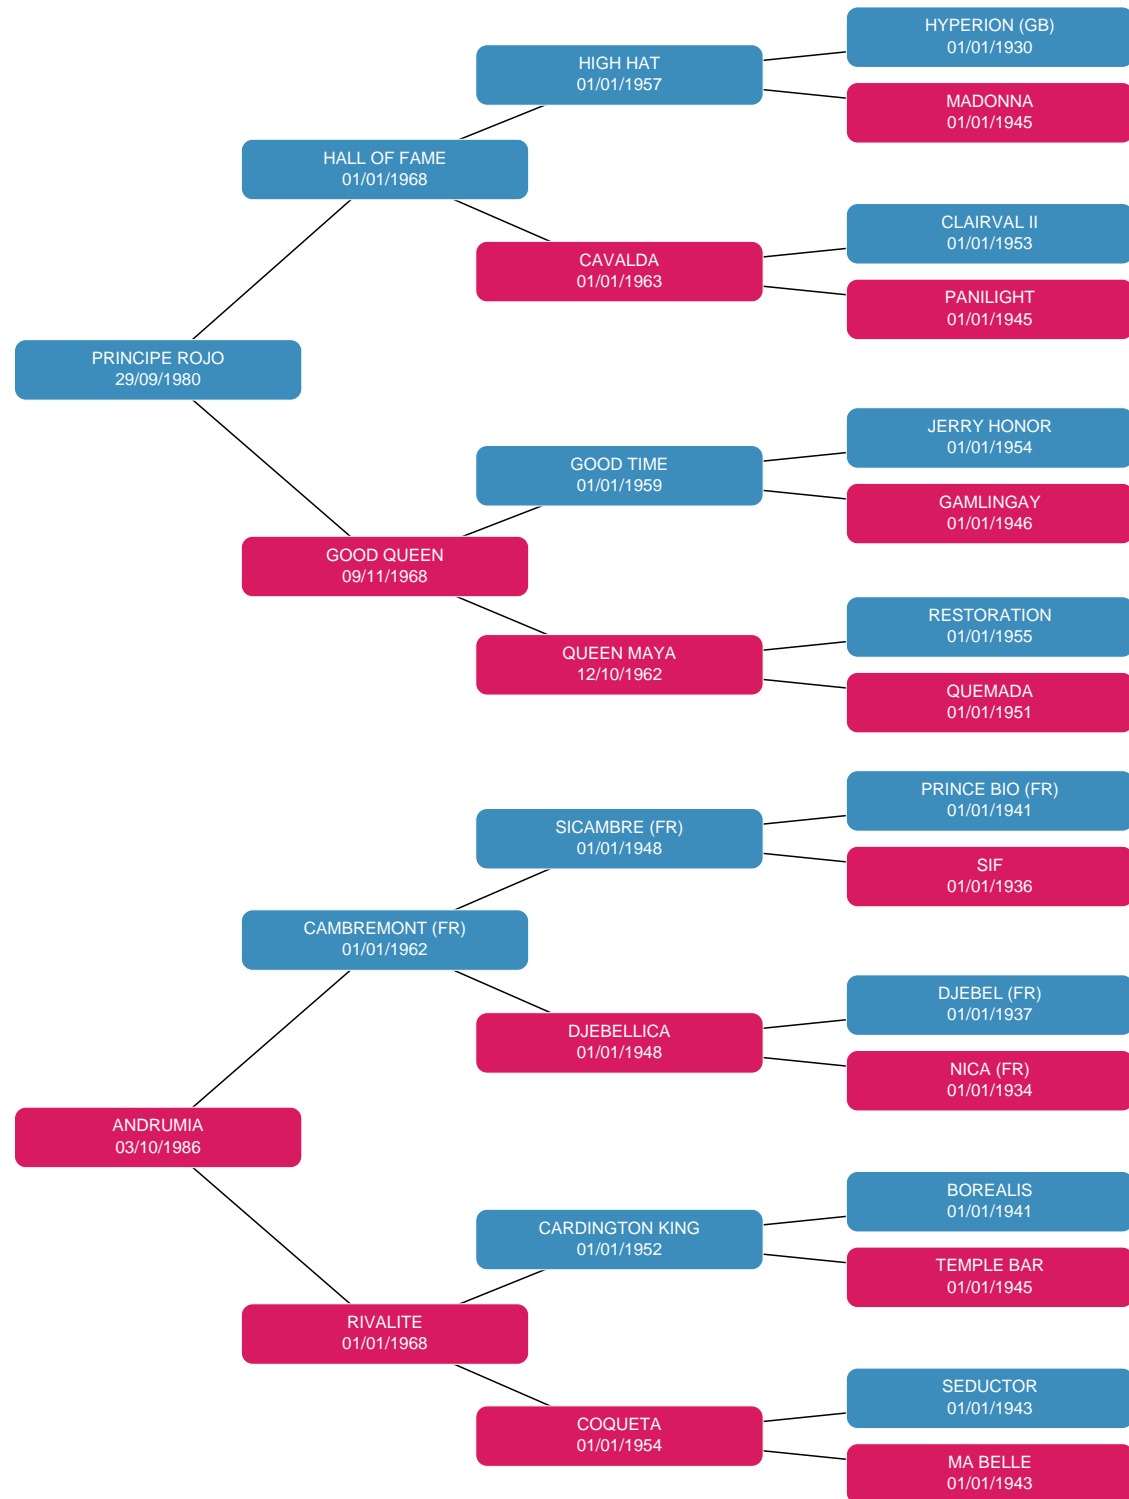 HYPERION (GB)
01/01/1930
HIGH HAT
01/01/1957
MADONNA
01/01/1945
HALL OF FAME
01/01/1968
CLAIRVAL II
01/01/1953
CAVALDA
01/01/1963
PANILIGHT
01/01/1945
PRINCIPE ROJO
29/09/1980
JERRY HONOR
01/01/1954
GOOD TIME
01/01/1959
GAMLINGAY
01/01/1946
GOOD QUEEN
09/11/1968
RESTORATION
01/01/1955
QUEEN MAYA
12/10/1962
QUEMADA
01/01/1951
PRINCE BIO (FR)
01/01/1941
SICAMBRE (FR)
01/01/1948
SIF
01/01/1936
CAMBREMONT (FR)
01/01/1962
DJEBEL (FR)
01/01/1937
DJEBELLICA
01/01/1948
NICA (FR)
01/01/1934
ANDRUMIA
03/10/1986
BOREALIS
01/01/1941
CARDINGTON KING
01/01/1952
TEMPLE BAR
01/01/1945
RIVALITE
01/01/1968
SEDUCTOR
01/01/1943
COQUETA
01/01/1954
MA BELLE
01/01/1943